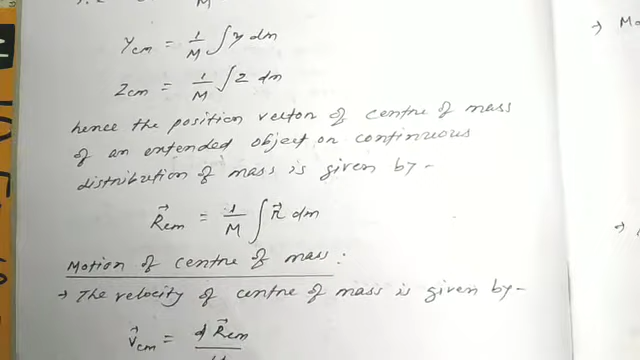 M
Ycm = 1/M ∫ y dm
Zcm = 1/M ∫ z dm
hence the position vector of centre of mass
of an extended object or continuous
distribution of mass is given by -
R⃗cm = 1/M ∫ r⃗ dm
Motion of centre of mass :
→ The velocity of centre of mass is given by -
v⃗cm = d R⃗cm
→ Mo